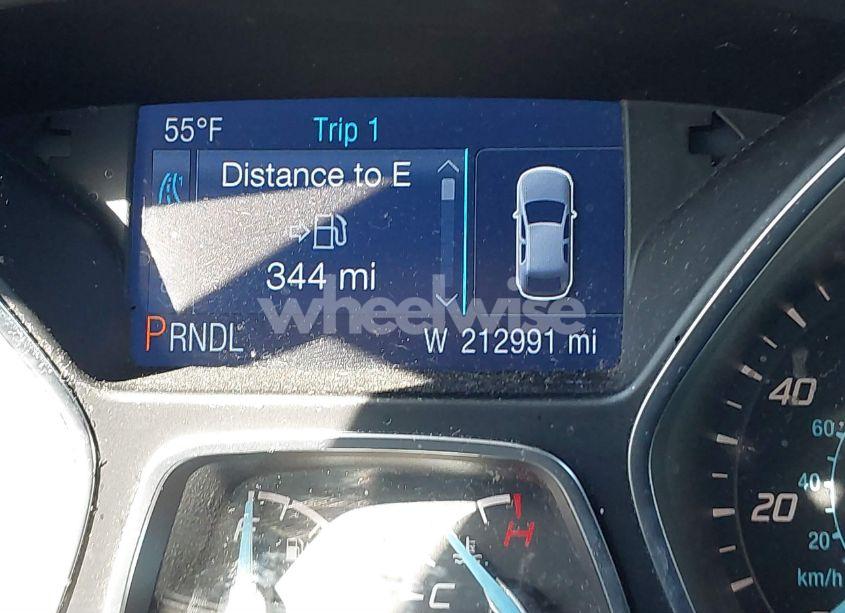 55°F Trip 1
Distance to E
344 mi
wheelwise
PRNDL W 212991 mi
40
60
40
20
20
km/h
H
C